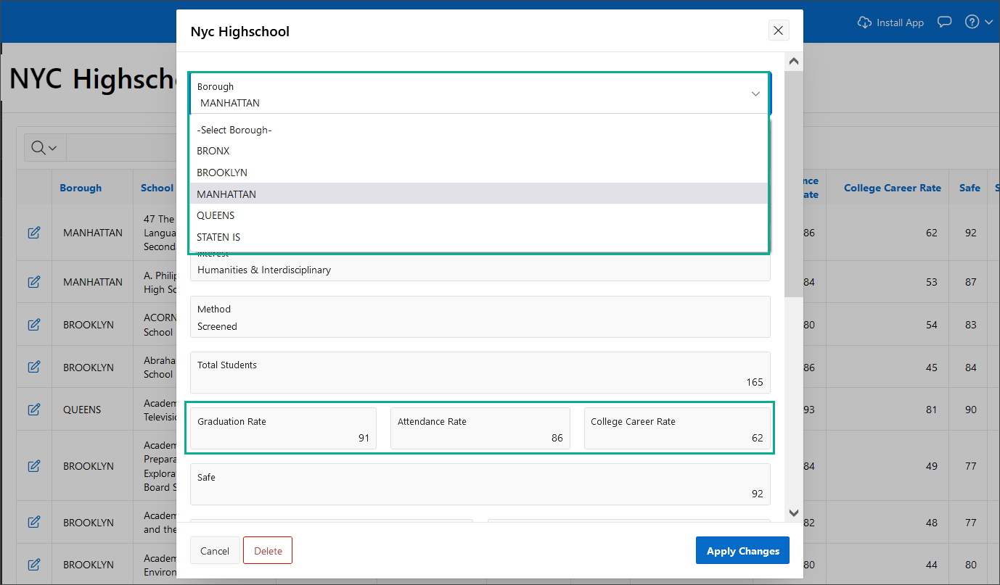 Install App
Nyc Highschool
NYC Highscho
Borough
MANHATTAN
-Select Borough-
BRONX
BROOKLYN
MANHATTAN
QUEENS
STATEN IS
Interest
Humanities & Interdisciplinary
Method
Screened
Total Students
165
Graduation Rate
91
Attendance Rate
86
College Career Rate
62
Safe
92
Cancel
Delete
Apply Changes
Borough
School
College Career Rate
Safe
MANHATTAN
47 The
Langua
Second
86
62
92
MANHATTAN
A. Philip
High Sc
84
53
87
BROOKLYN
ACORN
School
80
54
83
BROOKLYN
Abraha
School
86
45
84
QUEENS
Academ
Televisio
93
81
90
BROOKLYN
Academ
Prepara
Explora
Board S
84
49
77
BROOKLYN
Academ
and the
82
48
77
BROOKLYN
Academ
Environ
80
44
80